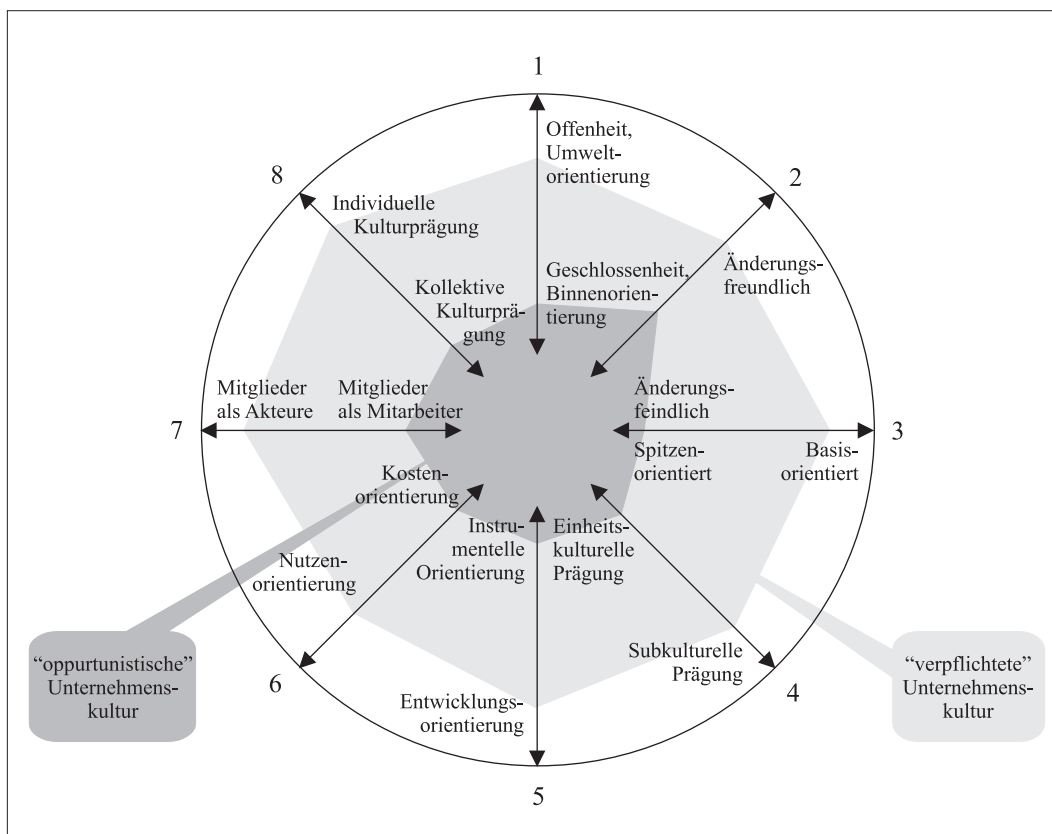 1
Offenheit,
Umwelt-
orientierung
2
Änderungs-
freundlich
Geschlossenheit,
Binnenorien-
tierung
8
Individuelle
Kulturprägung
Kollektive
Kulturprä-
gung
Mitglieder
als Akteure
Mitglieder
als Mitarbeiter
7
Änderungs-
feindlich
Spitzen-
orientiert
Basis-
orientiert
3
Kosten-
orientierung
Nutzen-
orientierung
6
Instru-
mentelle
Orientierung
Entwicklungs-
orientierung
5
Einheits-
kulturelle
Prägung
Subkulturelle
Prägung
4
“oppurtunistische”
Unternehmens-
kultur
“verpflichtete”
Unternehmens-
kultur